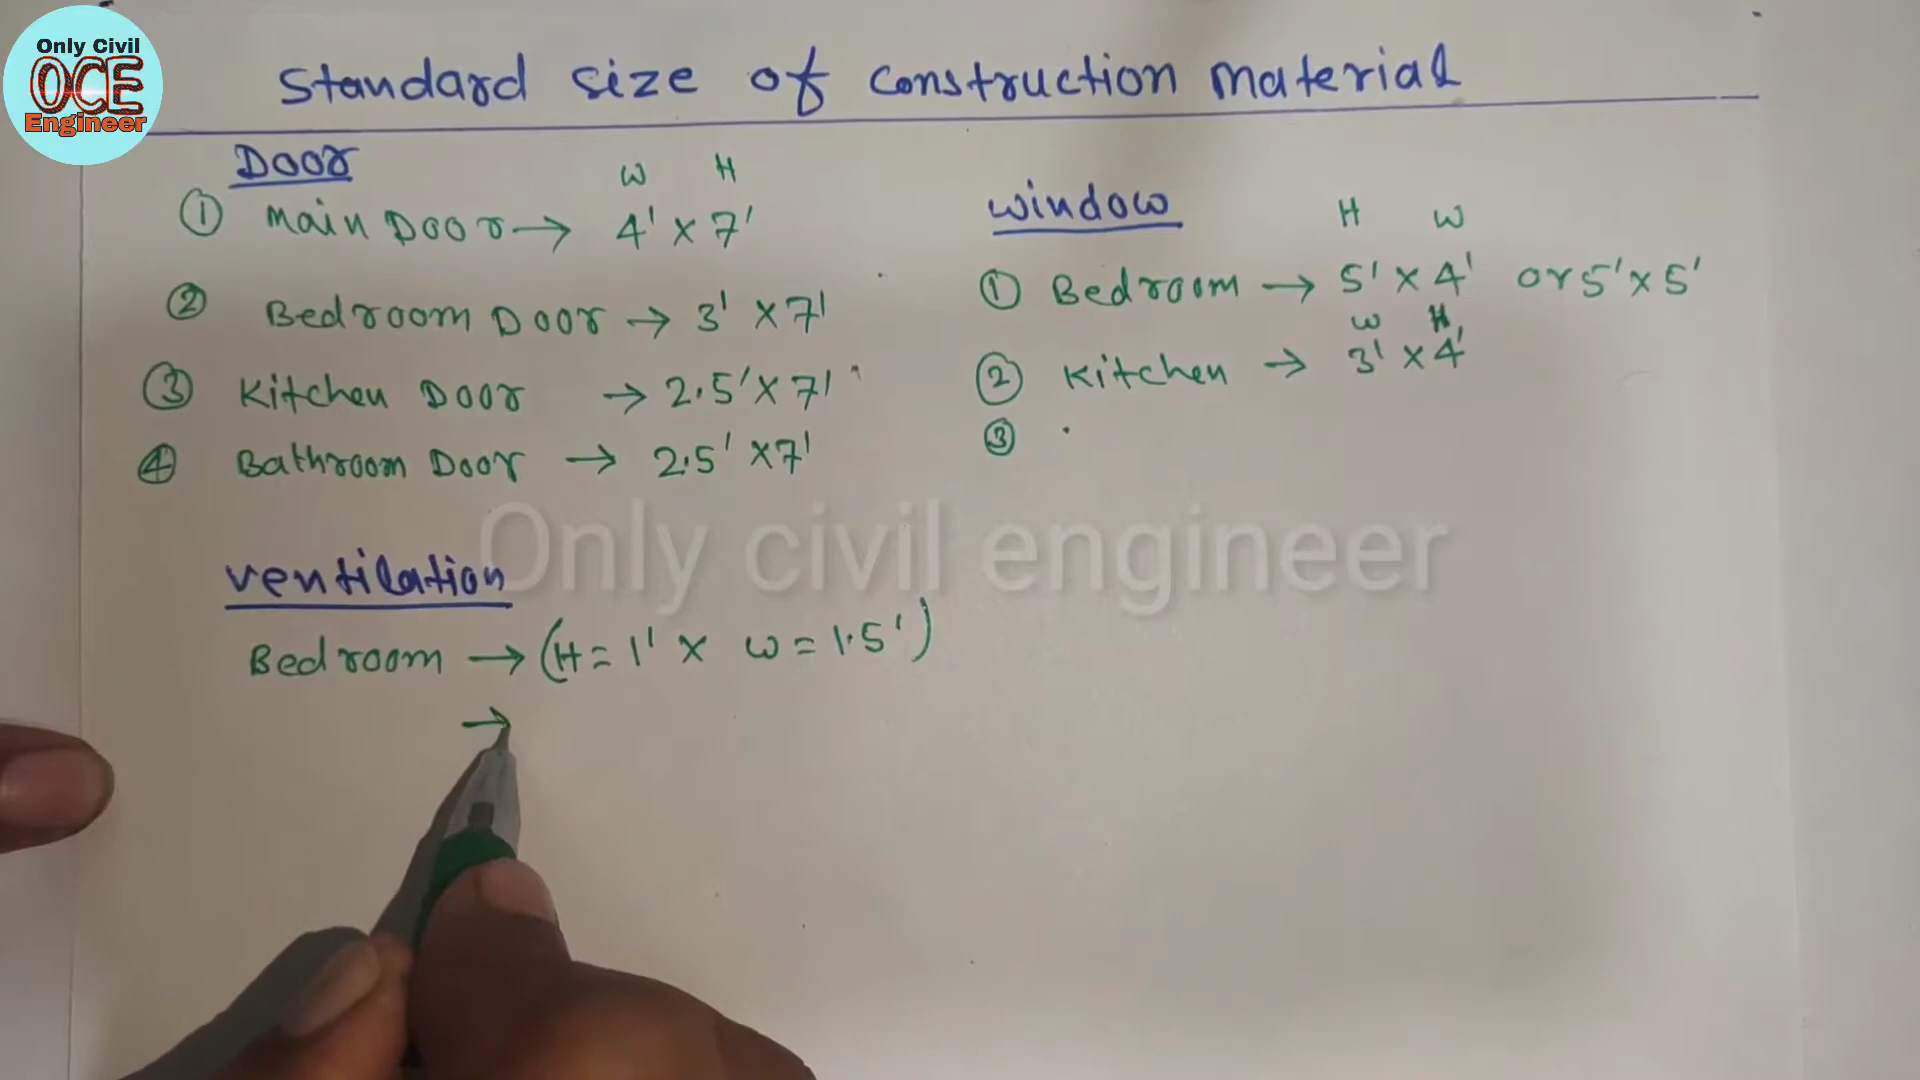 Only Civil
OCE
Engineer
Standard size of construction material
Door
W H
① Main Door → 4' x 7'
② Bedroom Door → 3' x 7'
③ Kitchen Door → 2.5' x 7'
④ Bathroom Door → 2.5' x 7'
window
H W
① Bedroom → 5' x 4' or 5' x 5'
W H
② Kitchen → 3' x 4'
③
Only civil engineer
ventilation
Bedroom → (H = 1' x W = 1.5')
→